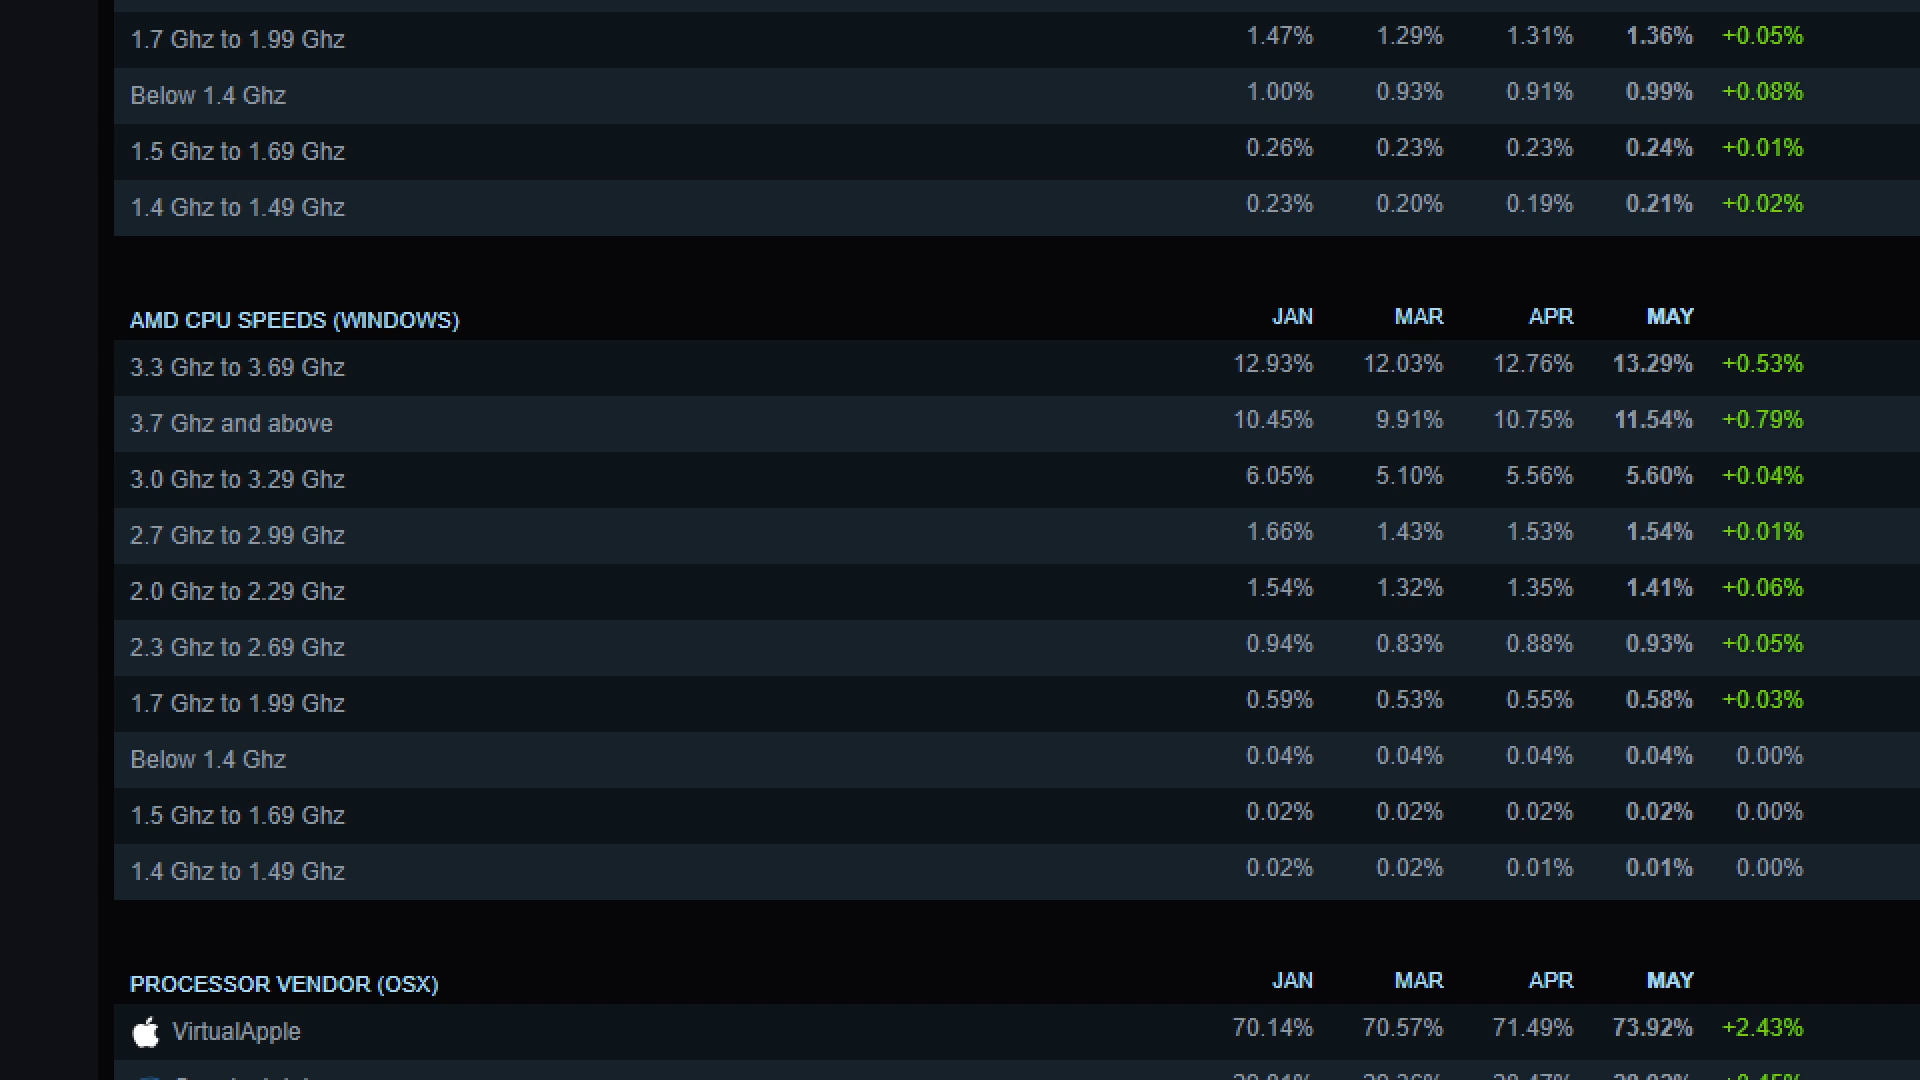 1.7 Ghz to 1.99 Ghz 1.47% 1.29% 1.31% 1.36% +0.05%
Below 1.4 Ghz 1.00% 0.93% 0.91% 0.99% +0.08%
1.5 Ghz to 1.69 Ghz 0.26% 0.23% 0.23% 0.24% +0.01%
1.4 Ghz to 1.49 Ghz 0.23% 0.20% 0.19% 0.21% +0.02%
AMD CPU SPEEDS (WINDOWS) JAN MAR APR MAY
3.3 Ghz to 3.69 Ghz 12.93% 12.03% 12.76% 13.29% +0.53%
3.7 Ghz and above 10.45% 9.91% 10.75% 11.54% +0.79%
3.0 Ghz to 3.29 Ghz 6.05% 5.10% 5.56% 5.60% +0.04%
2.7 Ghz to 2.99 Ghz 1.66% 1.43% 1.53% 1.54% +0.01%
2.0 Ghz to 2.29 Ghz 1.54% 1.32% 1.35% 1.41% +0.06%
2.3 Ghz to 2.69 Ghz 0.94% 0.83% 0.88% 0.93% +0.05%
1.7 Ghz to 1.99 Ghz 0.59% 0.53% 0.55% 0.58% +0.03%
Below 1.4 Ghz 0.04% 0.04% 0.04% 0.04% 0.00%
1.5 Ghz to 1.69 Ghz 0.02% 0.02% 0.02% 0.02% 0.00%
1.4 Ghz to 1.49 Ghz 0.02% 0.02% 0.01% 0.01% 0.00%
PROCESSOR VENDOR (OSX) JAN MAR APR MAY
VirtualApple 70.14% 70.57% 71.49% 73.92% +2.43%